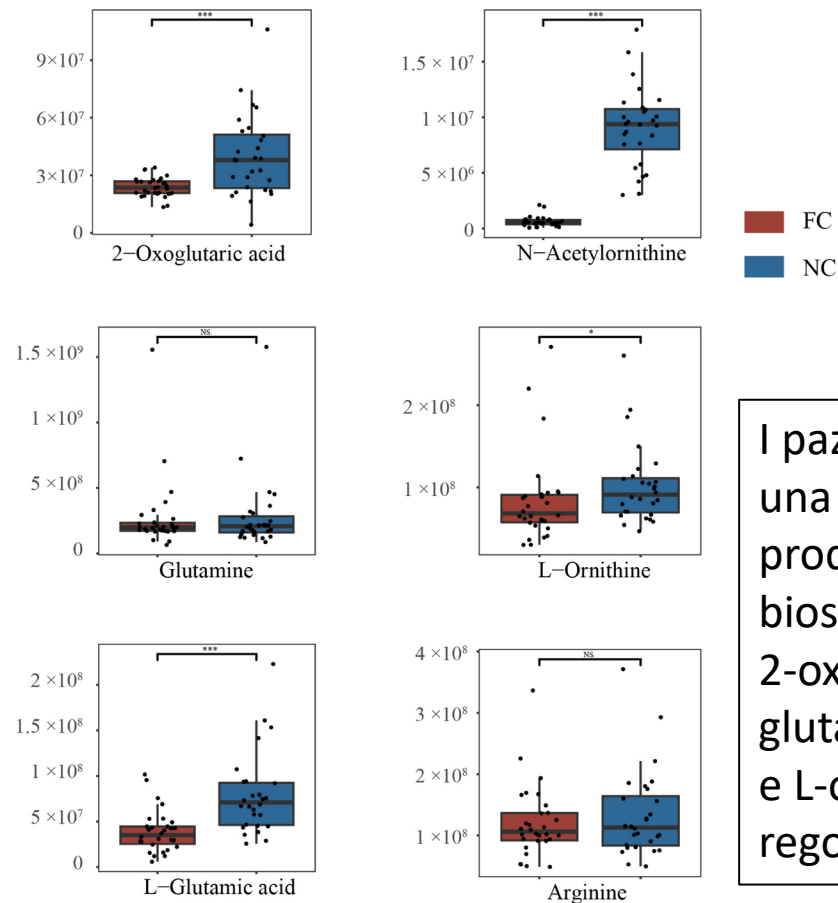 ***
***
9×10⁷
6×10⁷
3×10⁷
0
2−Oxoglutaric acid
1.5 × 10⁷
1 ×10⁷
5 ×10⁶
0
N−Acetylornithine
FC
NC
NS.
*
1.5 ×10⁹
1 ×10⁹
5 ×10⁸
0
Glutamine
2 ×10⁸
1 ×10⁸
L−Ornithine
***
NS.
2 ×10⁸
1.5 ×10⁸
1 ×10⁸
5 ×10⁷
0
L−Glutamic acid
4 ×10⁸
3 ×10⁸
2 ×10⁸
1 ×10⁸
Arginine
I paz
una
prod
bios
2-ox
gluta
e L-o
rego